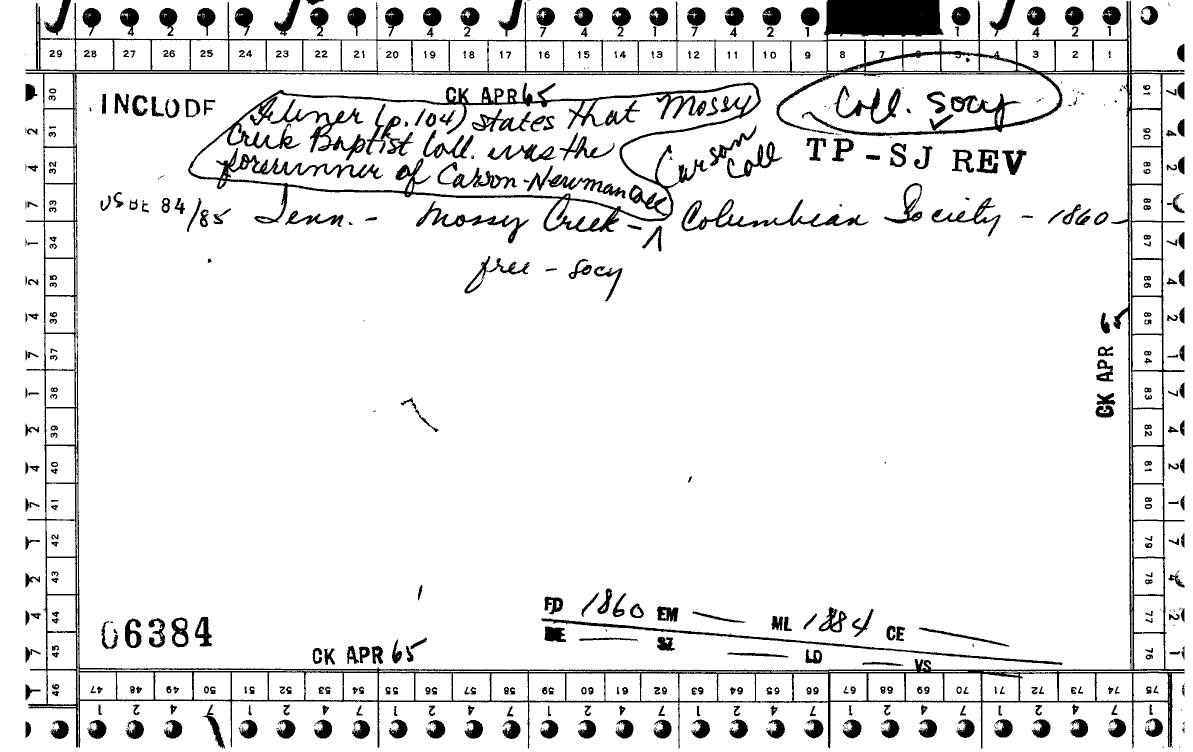 29 28 27 26 25 24 23 22 21 20 19 18 17 16 15 14 13 12 11 10 9 8 7 6 5 4 3 2 1
INCLUDE
CK APR 65
(p. 104) states that Mossy
Creek Baptist Coll. was the
forerunner of Carson-Newman Coll
Carson
Coll
Coll. Socy
TP-SJ REV
USBE 84/85 Tenn. - Mossy Creek - ^ Columbian Society - 1860 -
free - socy
CK APR 65
FD 1860 EM — ML 1884 CE —
SZ — LD — VS
06384
CK APR 65
30 31 32 33 34 35 36 37 38 39 40 41 42 43 44 45 46
47 48 49 50 51 52 53 54 55 56 57 58 59 60 61 62 63 64 65 66 67 68 69 70 71 72 73 74 75
76 77 78 79 80 81 82 83 84 85 86 87 88 89 90 91